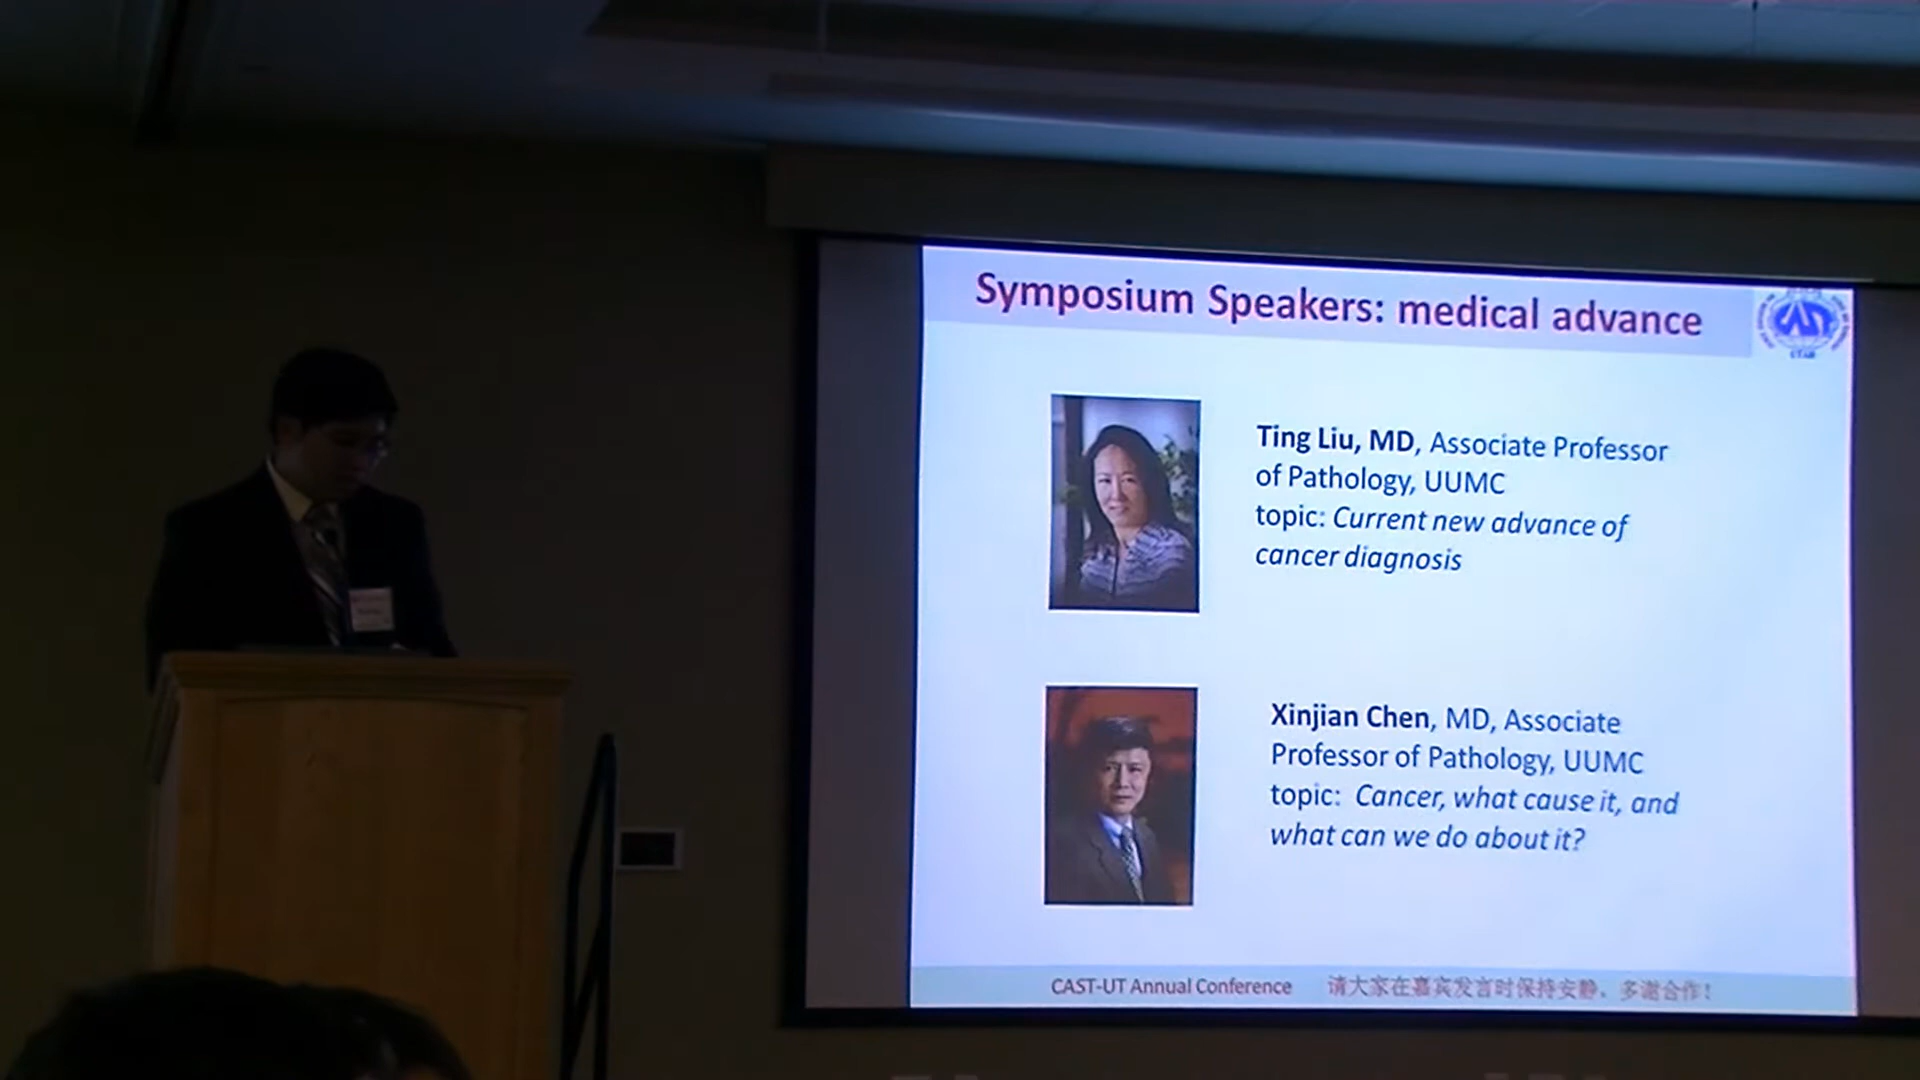 Symposium Speakers: medical advance
CAST
UTAH
Ting Liu, MD, Associate Professor
of Pathology, UUMC
topic: Current new advance of
cancer diagnosis
Xinjian Chen, MD, Associate
Professor of Pathology, UUMC
topic: Cancer, what cause it, and
what can we do about it?
CAST-UT Annual Conference 请大家在嘉宾发言时保持安静、多谢合作!